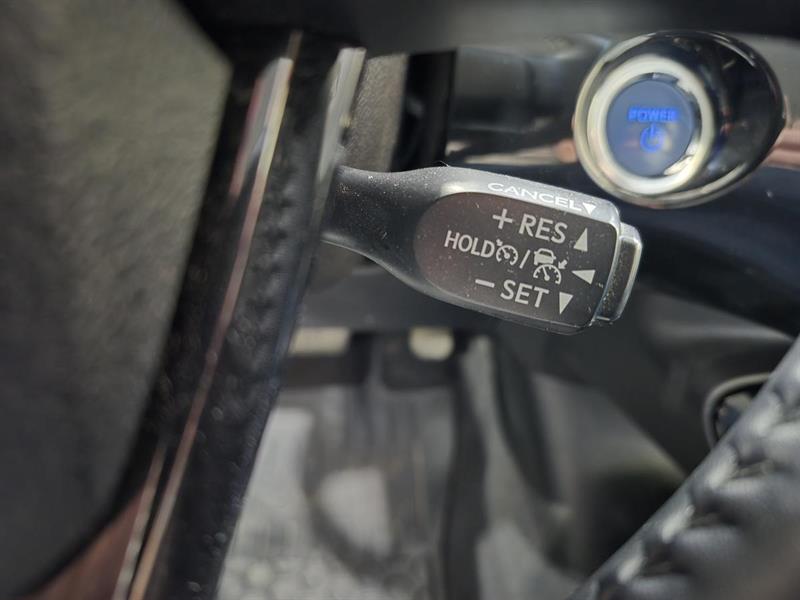 POWER
CANCEL▼
+RES▲
HOLD / ◀
−SET▼